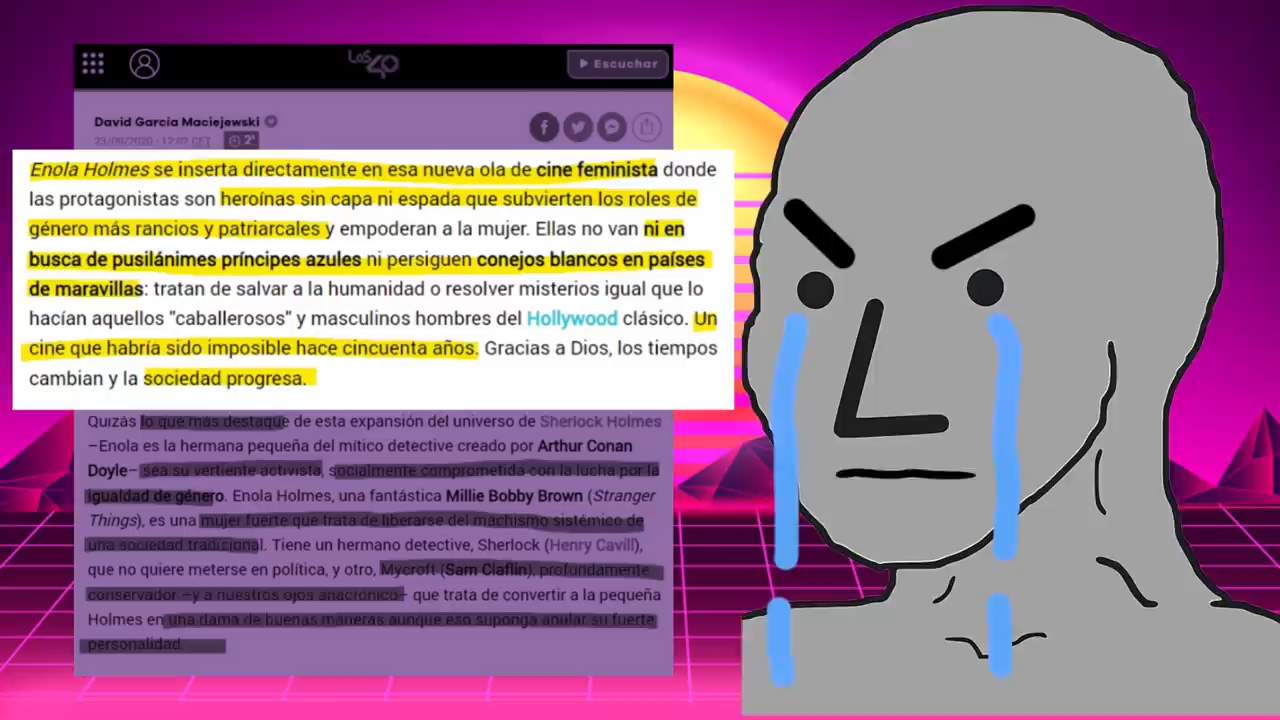 Los40
Escuchar
David García Maciejewski
23/09/2020 - 12:02 CET 2'
Enola Holmes se inserta directamente en esa nueva ola de cine feminista donde
las protagonistas son heroínas sin capa ni espada que subvierten los roles de
género más rancios y patriarcales y empoderan a la mujer. Ellas no van ni en
busca de pusilánimes príncipes azules ni persiguen conejos blancos en países
de maravillas: tratan de salvar a la humanidad o resolver misterios igual que lo
hacían aquellos "caballerosos" y masculinos hombres del Hollywood clásico. Un
cine que habría sido imposible hace cincuenta años. Gracias a Dios, los tiempos
cambian y la sociedad progresa.
Quizás lo que más destaque de esta expansión del universo de Sherlock Holmes
–Enola es la hermana pequeña del mítico detective creado por Arthur Conan
Doyle– sea su vertiente activista, socialmente comprometida con la lucha por la
igualdad de género. Enola Holmes, una fantástica Millie Bobby Brown (Stranger
Things), es una mujer fuerte que trata de liberarse del machismo sistémico de
una sociedad tradicional. Tiene un hermano detective, Sherlock (Henry Cavill),
que no quiere meterse en política, y otro, Mycroft (Sam Claflin), profundamente
conservador –y a nuestros ojos anacrónico– que trata de convertir a la pequeña
Holmes en una dama de buenas maneras aunque eso suponga anular su fuerte
personalidad.